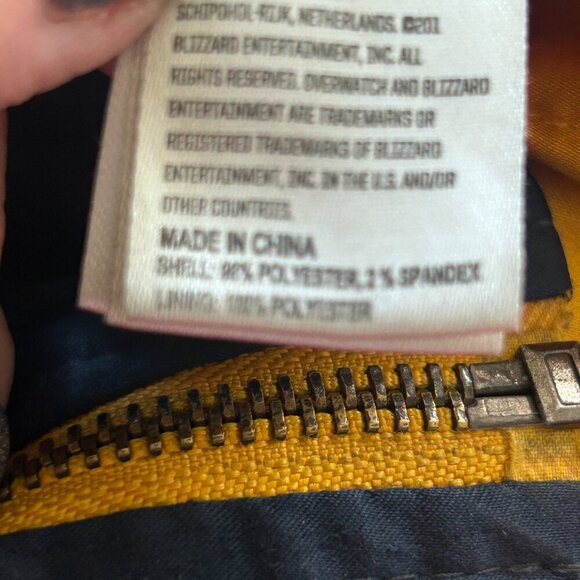 SCHIPOHOL-RIJK, NETHERLANDS. ©201
BLIZZARD ENTERTAINMENT, INC. ALL
RIGHTS RESERVED. OVERWATCH AND BLIZZARD
ENTERTAINMENT ARE TRADEMARKS OR
REGISTERED TRADEMARKS OF BLIZZARD
ENTERTAINMENT, INC. IN THE U.S. AND/OR
OTHER COUNTRIES.
MADE IN CHINA
SHELL: 98% POLYESTER, 2 % SPANDEX
LINING: 100% POLYESTER